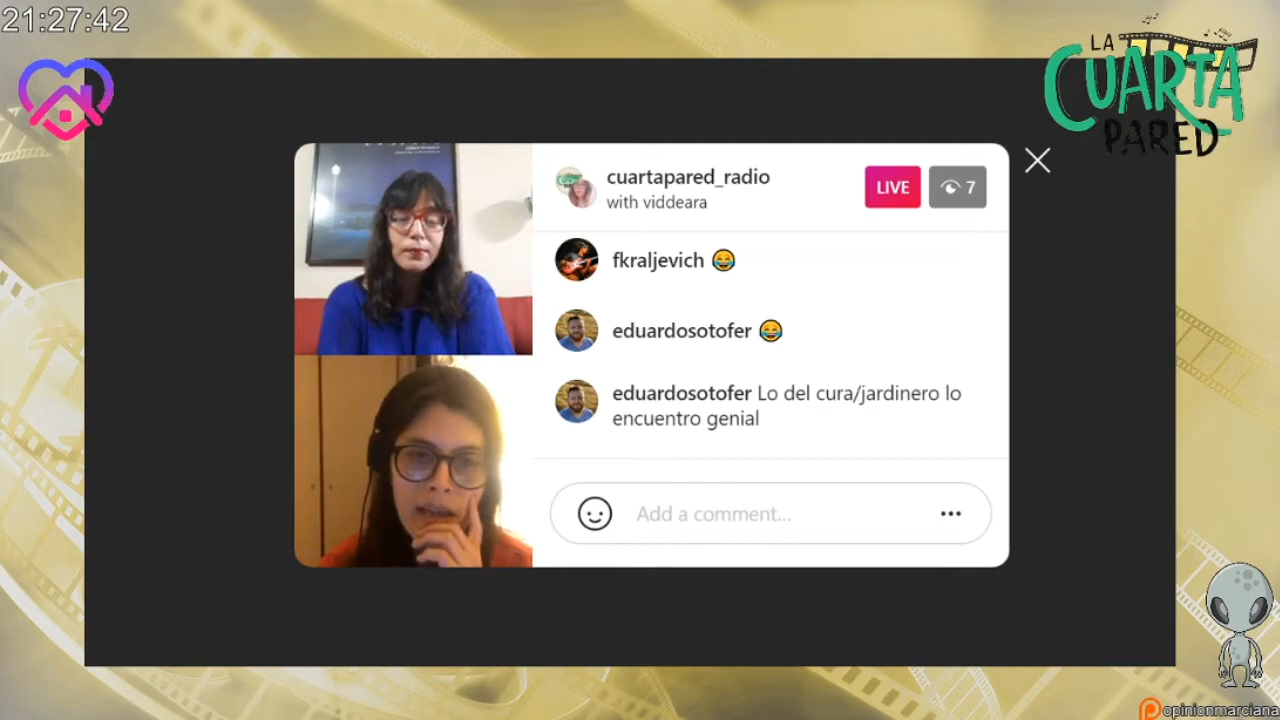 21:27:42
LA
CUARTA
PARED
cuartapared_radio
with viddeara
LIVE
7
fkraljevich 😂
eduardosotofer 😂
eduardosotofer Lo del cura/jardinero lo
encuentro genial
Add a comment...
opinionmarciana